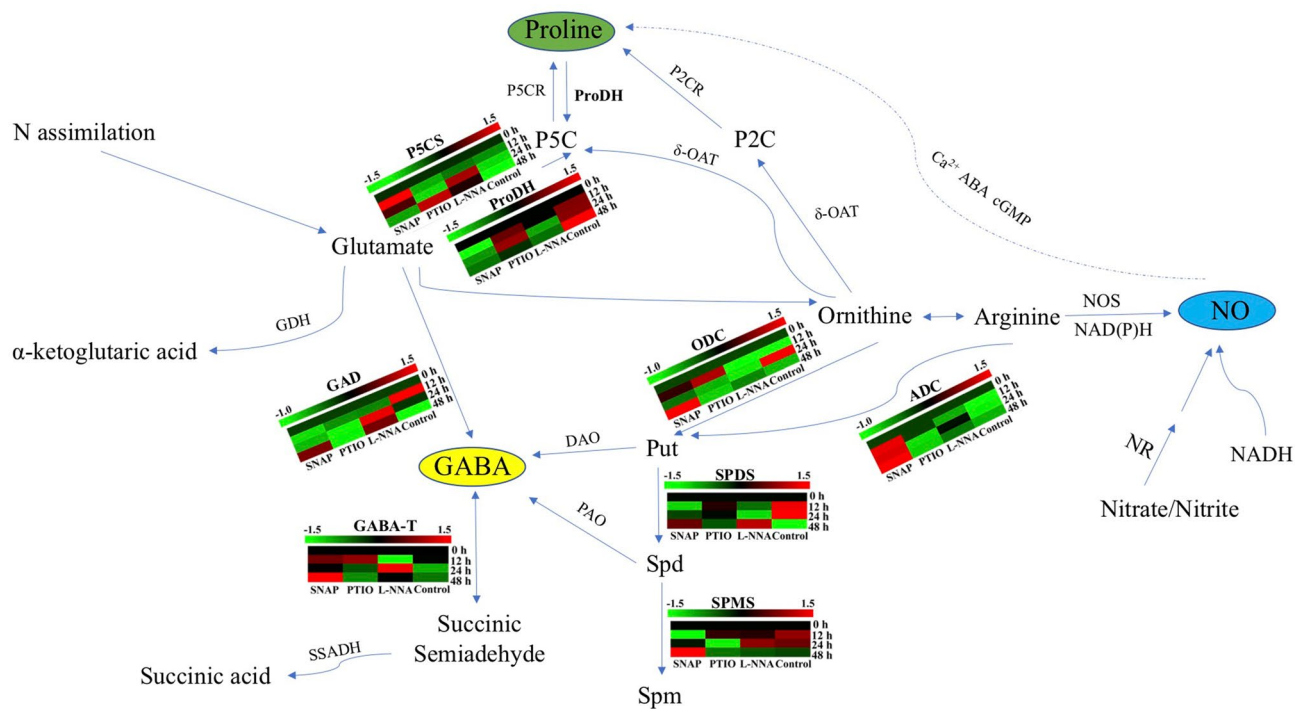 Proline
P5CR
ProDH
P2CR
N assimilation
P5C
P2C
P5CS
-1.5
1.5
0 h
12 h
24 h
48 h
SNAP PTIO L-NNA Control
δ-OAT
δ-OAT
Ca²⁺ ABA cGMP
ProDH
-1.5
1.5
0 h
12 h
24 h
48 h
SNAP PTIO L-NNA Control
Glutamate
GDH
α-ketoglutaric acid
Ornithine
Arginine
NOS
NAD(P)H
NO
ODC
-1.0
1.5
0 h
12 h
24 h
48 h
SNAP PTIO L-NNA Control
GAD
-1.0
1.5
0 h
12 h
24 h
48 h
SNAP PTIO L-NNA Control
ADC
-1.0
1.5
0 h
12 h
24 h
48 h
SNAP PTIO L-NNA Control
GABA
DAO
Put
NR
NADH
Nitrate/Nitrite
SPDS
-1.5
1.5
0 h
12 h
24 h
48 h
SNAP PTIO L-NNA Control
PAO
GABA-T
-1.5
1.5
0 h
12 h
24 h
48 h
SNAP PTIO L-NNA Control
Spd
SPMS
-1.5
1.5
0 h
12 h
24 h
48 h
SNAP PTIO L-NNA Control
Succinic
Semiadehyde
SSADH
Succinic acid
Spm